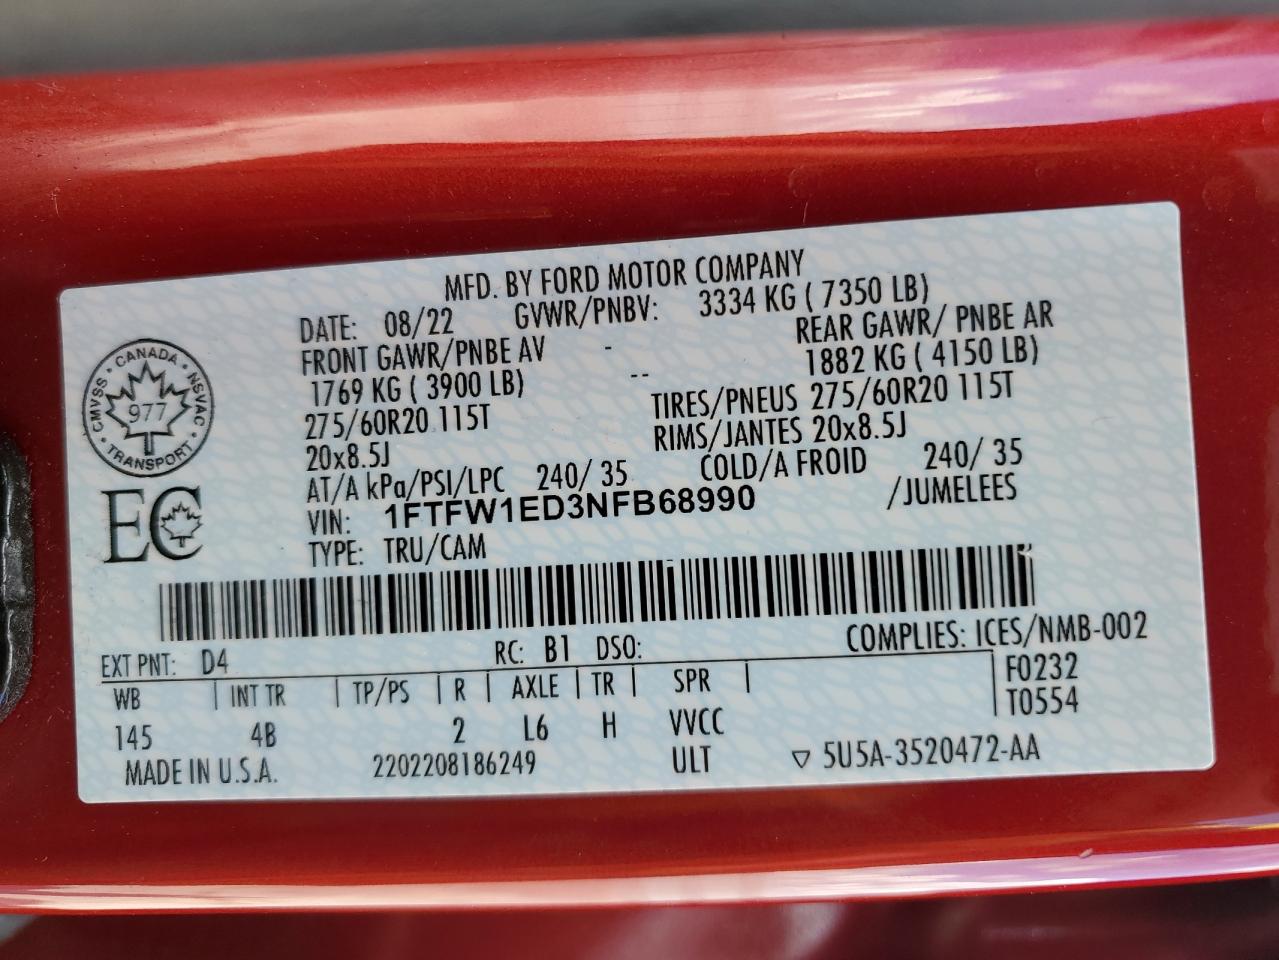 MFD. BY FORD MOTOR COMPANY
DATE: 08/22 GVWR/PNBV: 3334 KG ( 7350 LB)
FRONT GAWR/PNBE AV - REAR GAWR/ PNBE AR
1769 KG ( 3900 LB) -- 1882 KG ( 4150 LB)
275/60R20 115T TIRES/PNEUS 275/60R20 115T
20x8.5J RIMS/JANTES 20x8.5J
AT/A kPa/PSI/LPC 240/ 35 COLD/A FROID 240/ 35
VIN: 1FTFW1ED3NFB68990 /JUMELEES
TYPE: TRU/CAM
CANADA
CMVSS NSVAC
977
TRANSPORT
EC
EXT PNT: D4 RC: B1 DSO: COMPLIES: ICES/NMB-002
WB | INT TR | TP/PS | R | AXLE | TR | SPR | F0232
T0554
145 4B 2 L6 H VVCC
MADE IN U.S.A. 2202208186249 ULT ▽ 5U5A-3520472-AA